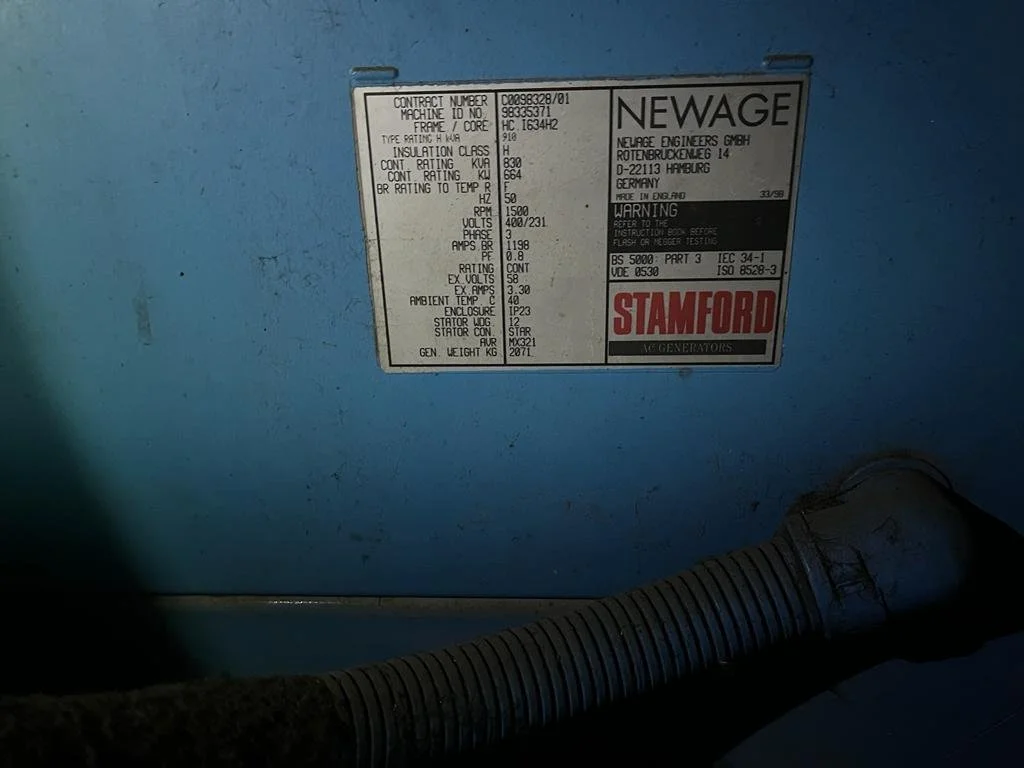 CONTRACT NUMBER C0098328/01
MACHINE ID NO. 98335371
FRAME / CORE HC I634H2
TYPE RATING H kVA 910
INSULATION CLASS H
CONT. RATING KVA 830
CONT. RATING KW 664
BR RATING TO TEMP R F
HZ 50
RPM 1500
VOLTS 400/231
PHASE 3
AMPS BR 1198
PF 0.8
RATING CONT
EX VOLTS 58
EX AMPS 3.30
AMBIENT TEMP. C 40
ENCLOSURE IP23
STATOR WDG. 12
STATOR CON. STAR
AVR MX321
GEN. WEIGHT KG 2071
NEWAGE
NEWAGE ENGINEERS GMBH
ROTENBRUCKENWEG 14
D-22113 HAMBURG
GERMANY
MADE IN ENGLAND 33/98
WARNING
REFER TO THE
INSTRUCTION BOOK BEFORE
FLASH OR MEGGER TESTING
BS 5000: PART 3 IEC 34-1
VDE 0530 ISO 8528-3
STAMFORD
AC GENERATORS